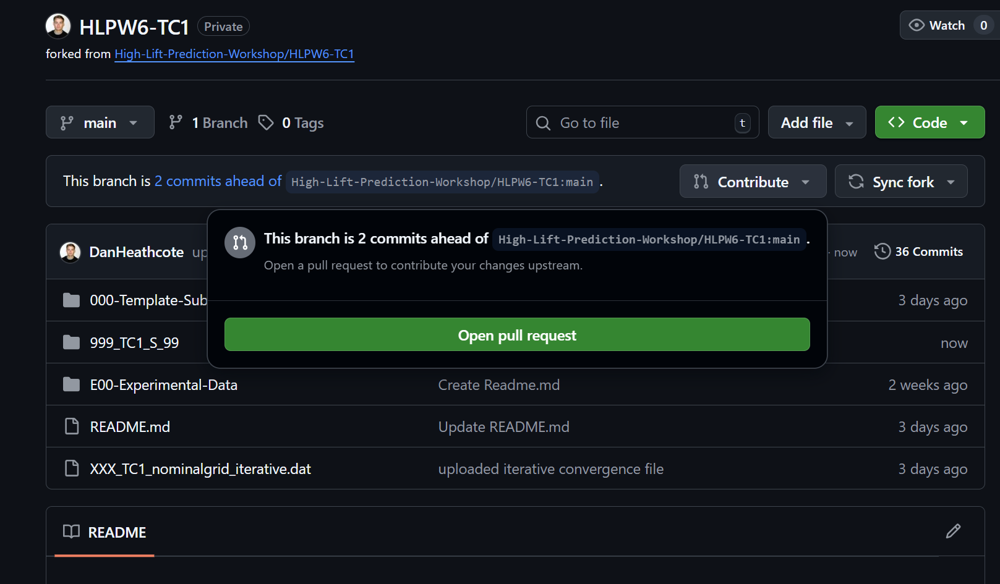 HLPW6-TC1 Private
Watch 0
forked from High-Lift-Prediction-Workshop/HLPW6-TC1
main 1 Branch 0 Tags Go to file t Add file Code
This branch is 2 commits ahead of High-Lift-Prediction-Workshop/HLPW6-TC1:main . Contribute Sync fork
This branch is 2 commits ahead of High-Lift-Prediction-Workshop/HLPW6-TC1:main .
Open a pull request to contribute your changes upstream.
Open pull request
DanHeathcote up · now 36 Commits
000-Template-Sub 3 days ago
999_TC1_S_99 now
E00-Experimental-Data Create Readme.md 2 weeks ago
README.md Update README.md 3 days ago
XXX_TC1_nominalgrid_iterative.dat uploaded iterative convergence file 3 days ago
README